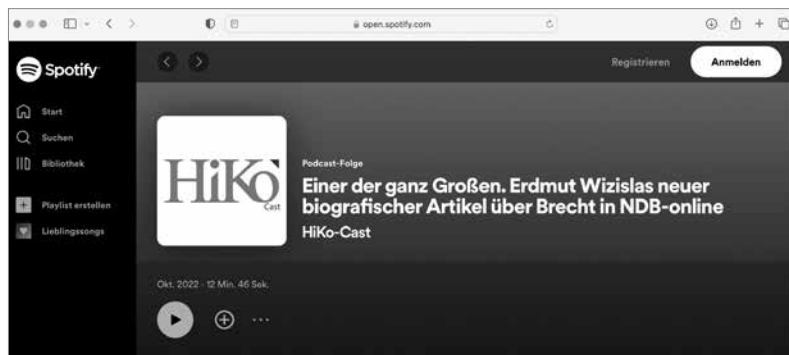 open.spotify.com
Spotify
Registrieren
Anmelden
Start
Suchen
Bibliothek
Playlist erstellen
Lieblingssongs
HiKo
Cast
Podcast-Folge
Einer der ganz Großen. Erdmut Wizislas neuer
biografischer Artikel über Brecht in NDB-online
HiKo-Cast
Okt. 2022 · 12 Min. 46 Sek.